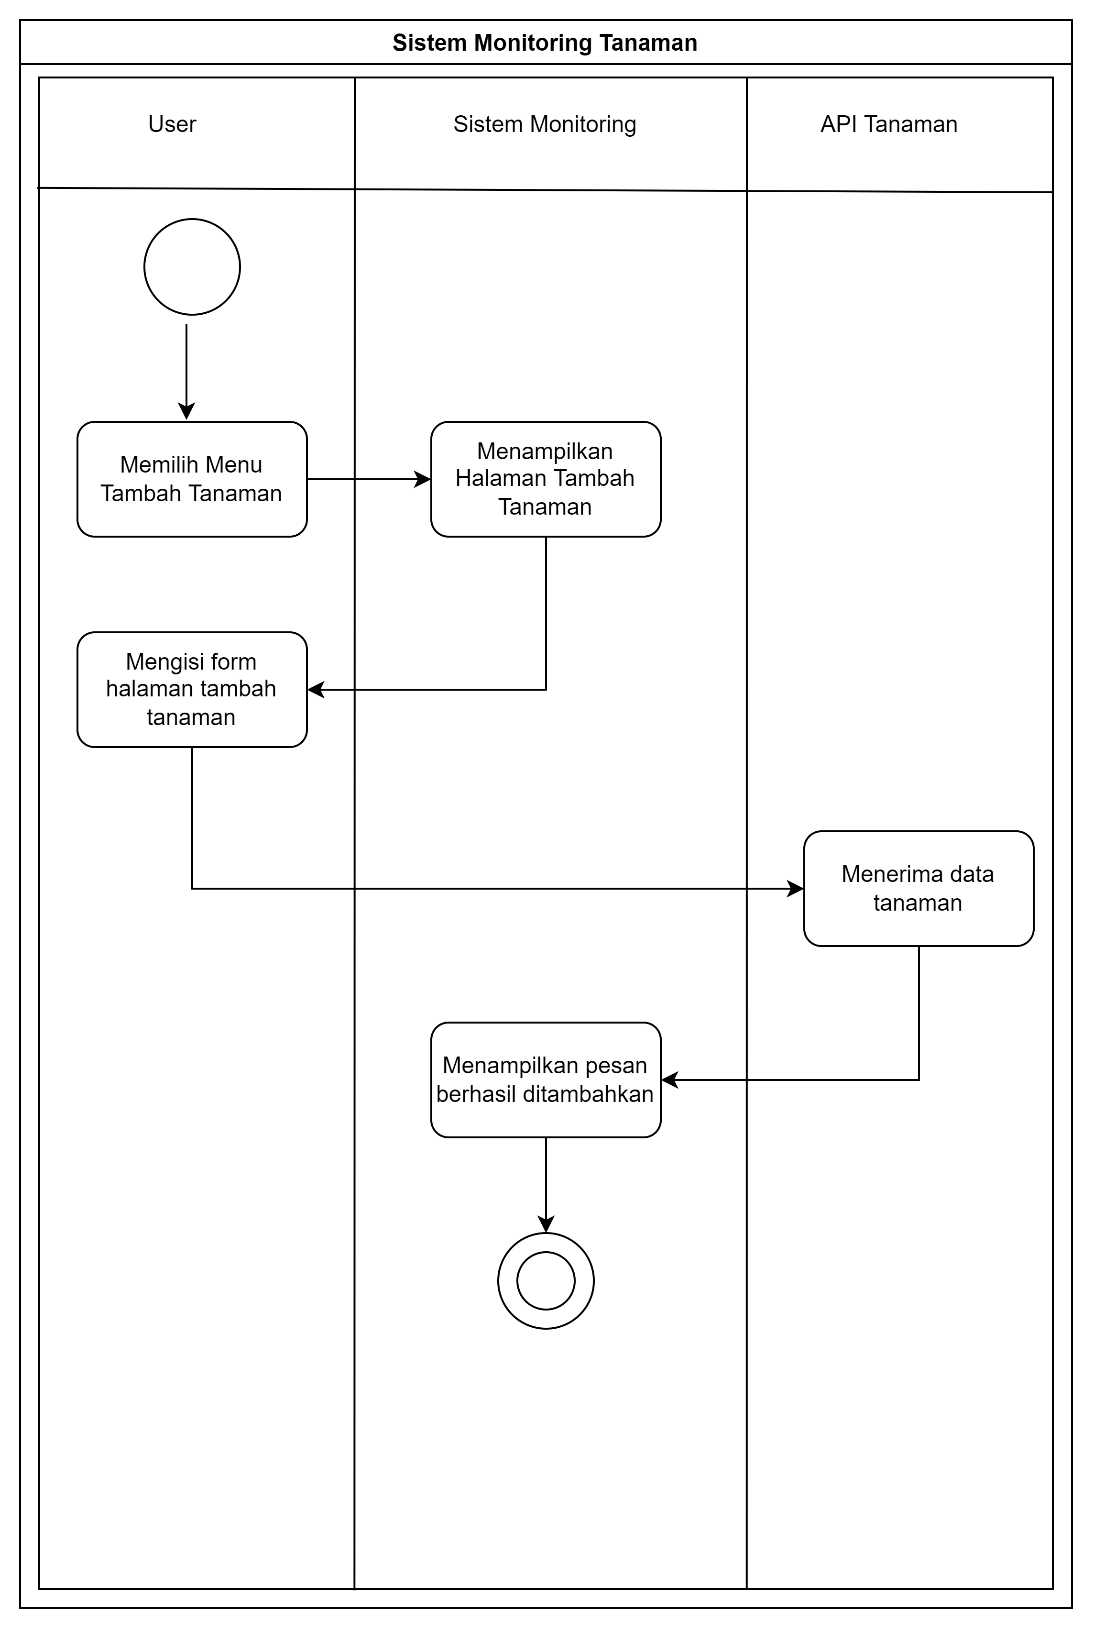 Sistem Monitoring Tanaman
User
Sistem Monitoring
API Tanaman
Memilih Menu
Tambah Tanaman
Menampilkan
Halaman Tambah
Tanaman
Mengisi form
halaman tambah
tanaman
Menerima data
tanaman
Menampilkan pesan
berhasil ditambahkan